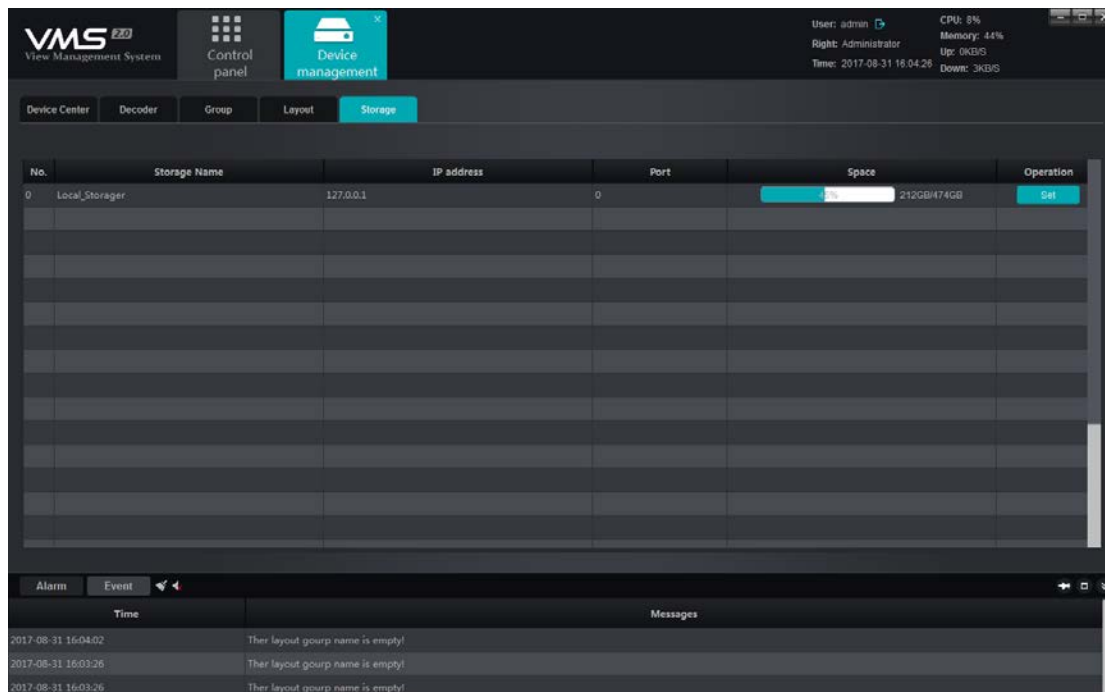 VMS 2.0
View Management System
Control
panel
Device
management
User: admin
Right: Administrator
Time: 2017-08-31 16:04:26
CPU: 8%
Memory: 44%
Up: 0KB/S
Down: 3KB/S
Device Center Decoder Group Layout Storage
No. Storage Name IP address Port Space Operation
0 Local_Storager 127.0.0.1 0 212GB/474GB Set
Alarm Event
Time Messages
2017-08-31 16:04:02 Ther layout gourp name is empty!
2017-08-31 16:03:26 Ther layout gourp name is empty!
2017-08-31 16:03:26 Ther layout gourp name is empty!